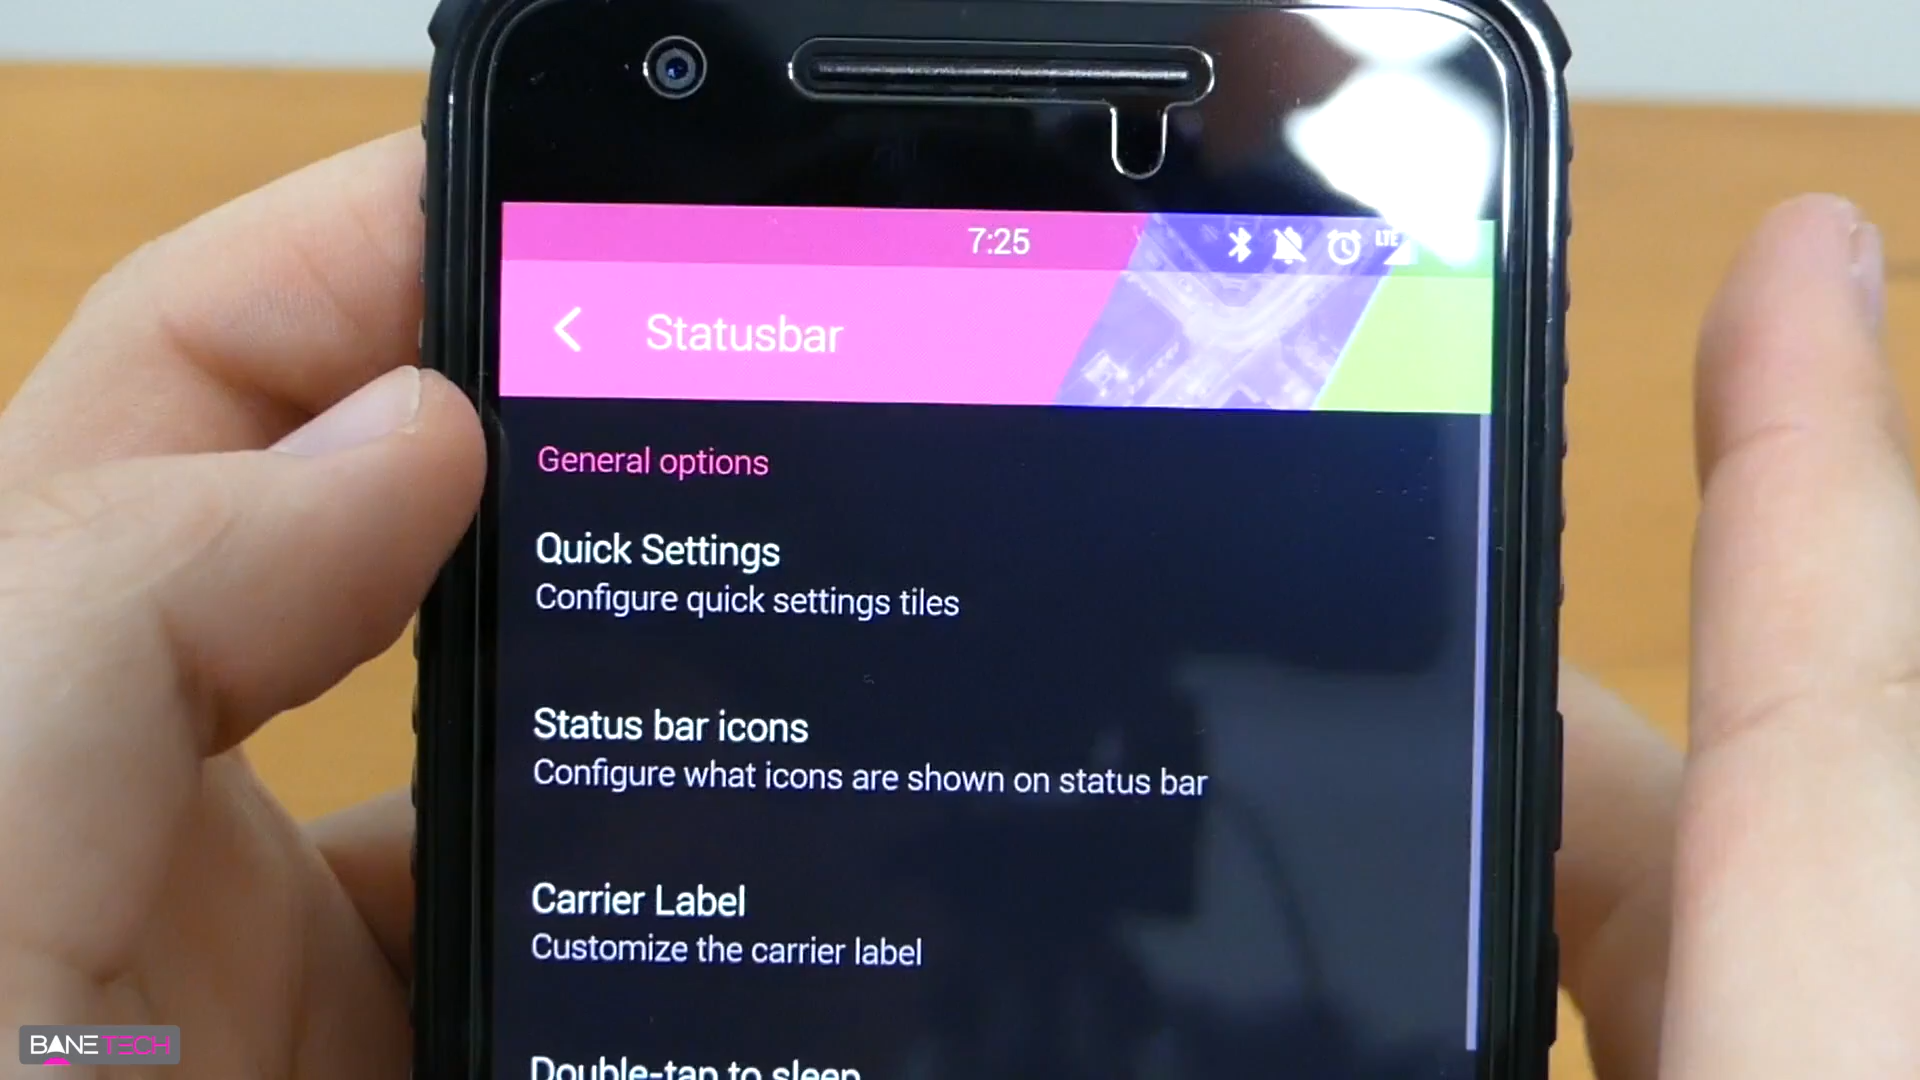 7:25
LTE
Statusbar
General options
Quick Settings
Configure quick settings tiles
Status bar icons
Configure what icons are shown on status bar
Carrier Label
Customize the carrier label
Double-tap to sleep
BANETECH